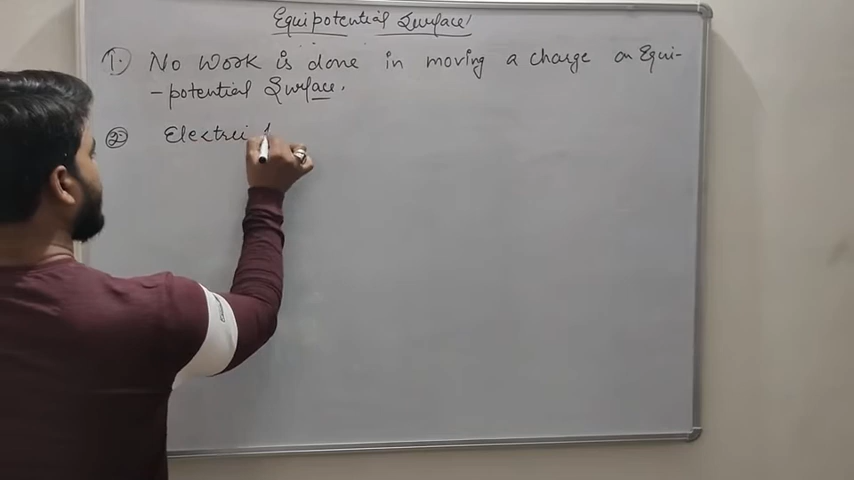 Equipotential Surface
1. No Work is done in moving a charge on Equi-
-potential Surface.
2 Electri